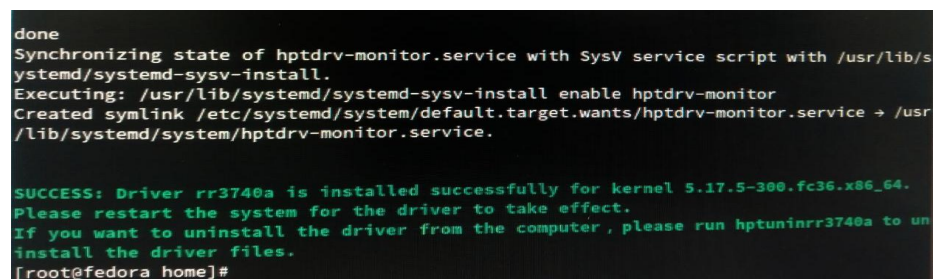 done
Synchronizing state of hptdrv-monitor.service with SysV service script with /usr/lib/s
ystemd/systemd-sysv-install.
Executing: /usr/lib/systemd/systemd-sysv-install enable hptdrv-monitor
Created symlink /etc/systemd/system/default.target.wants/hptdrv-monitor.service → /usr
/lib/systemd/system/hptdrv-monitor.service.
SUCCESS: Driver rr3740a is installed successfully for kernel 5.17.5-300.fc36.x86_64.
Please restart the system for the driver to take effect.
If you want to uninstall the driver from the computer, please run hptuninrr3740a to un
install the driver files.
[root@fedora home]#